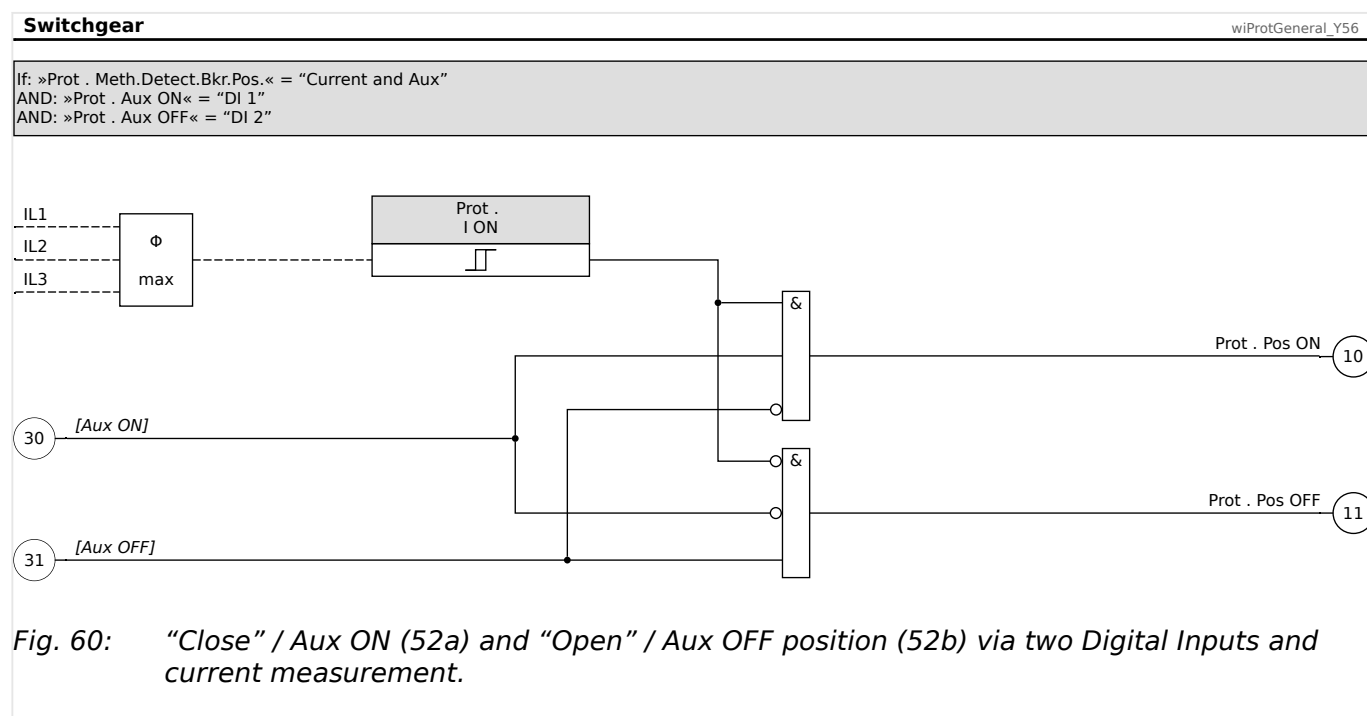 Switchgear
wiProtGeneral_Y56
If: »Prot . Meth.Detect.Bkr.Pos.« = “Current and Aux”
AND: »Prot . Aux ON« = “DI 1”
AND: »Prot . Aux OFF« = “DI 2”
IL1
IL2
IL3
Φ
max
Prot .
I ON
&
Prot . Pos ON
10
30
[Aux ON]
&
Prot . Pos OFF
11
31
[Aux OFF]
Fig. 60: “Close” / Aux ON (52a) and “Open” / Aux OFF position (52b) via two Digital Inputs and
current measurement.